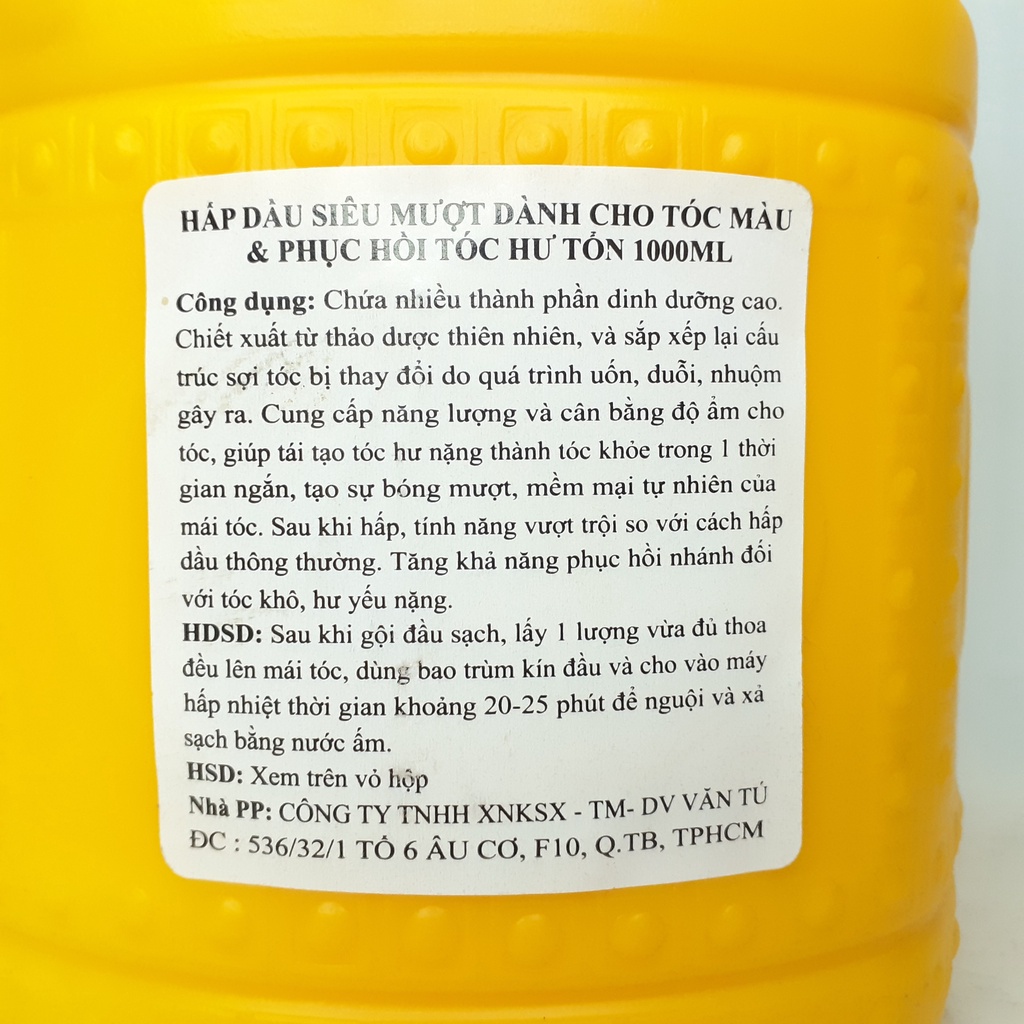 HẤP DẦU SIÊU MƯỢT DÀNH CHO TÓC MÀU
& PHỤC HỒI TÓC HƯ TỔN 1000ML
Công dụng: Chứa nhiều thành phần dinh dưỡng cao.
Chiết xuất từ thảo dược thiên nhiên, và sắp xếp lại cấu
trúc sợi tóc bị thay đổi do quá trình uốn, duỗi, nhuộm
gây ra. Cung cấp năng lượng và cân bằng độ ẩm cho
tóc, giúp tái tạo tóc hư nặng thành tóc khỏe trong 1 thời
gian ngắn, tạo sự bóng mượt, mềm mại tự nhiên của
mái tóc. Sau khi hấp, tính năng vượt trội so với cách hấp
dầu thông thường. Tăng khả năng phục hồi nhánh đối
với tóc khô, hư yếu nặng.
HDSD: Sau khi gội đầu sạch, lấy 1 lượng vừa đủ thoa
đều lên mái tóc, dùng bao trùm kín đầu và cho vào máy
hấp nhiệt thời gian khoảng 20-25 phút để nguội và xả
sạch bằng nước ấm.
HSD: Xem trên vỏ hộp
Nhà PP: CÔNG TY TNHH XNKSX - TM- DV VĂN TÚ
ĐC : 536/32/1 TỔ 6 ÂU CƠ, F10, Q.TB, TPHCM